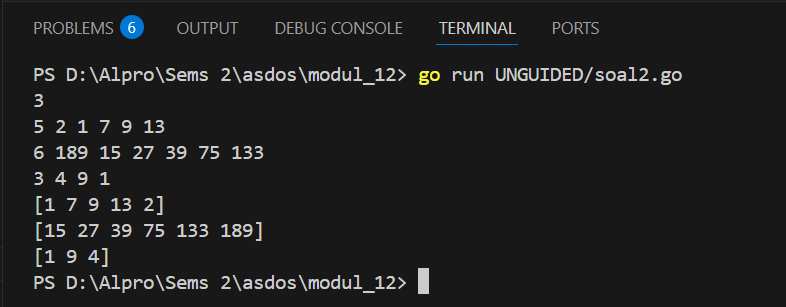 PROBLEMS 6 OUTPUT DEBUG CONSOLE TERMINAL PORTS
PS D:\Alpro\Sems 2\asdos\modul_12> go run UNGUIDED/soal2.go
3
5 2 1 7 9 13
6 189 15 27 39 75 133
3 4 9 1
[1 7 9 13 2]
[15 27 39 75 133 189]
[1 9 4]
PS D:\Alpro\Sems 2\asdos\modul_12>